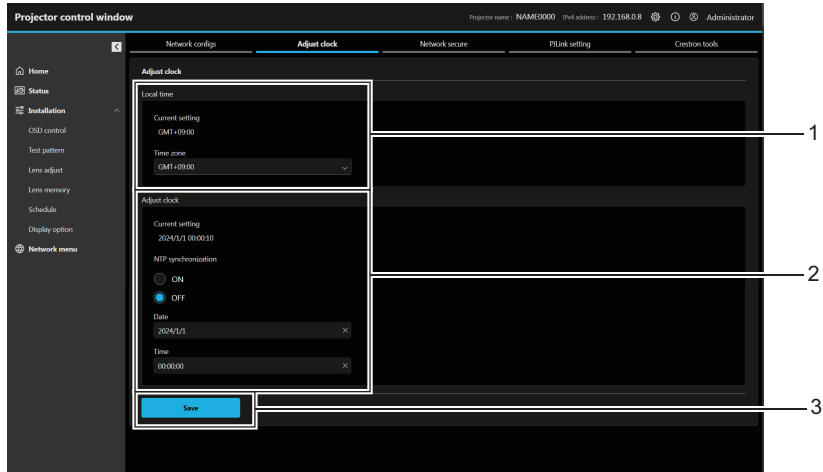 Projector control window
Projector name : NAME0000 IPv4 address : 192.168.0.8 Administrator
Network configs Adjust clock Network secure PJLink setting Crestron tools
Home
Status
Installation
OSD control
Test pattern
Lens adjust
Lens memory
Schedule
Display option
Network menu
Adjust clock
Local time
Current setting
GMT+09:00
Time zone
GMT+09:00
1
Adjust clock
Current setting
2024/1/1 00:00:10
NTP synchronization
ON
OFF
Date
2024/1/1
Time
00:00:00
2
Save
3